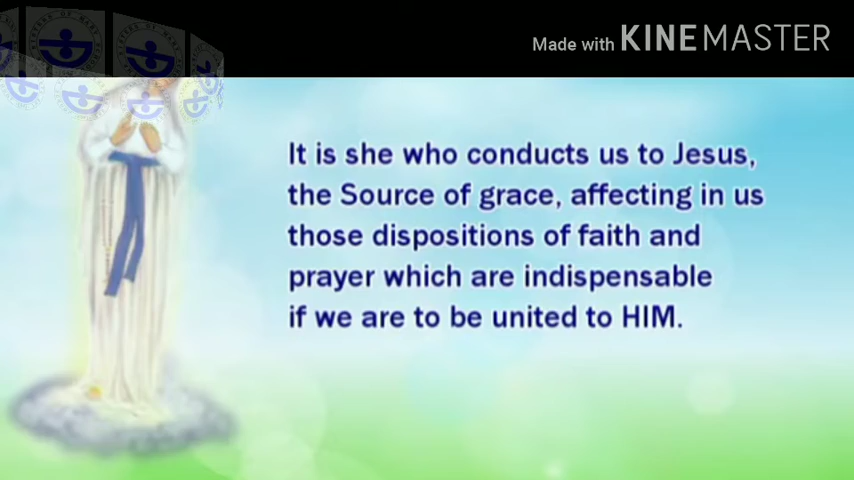 Made with KINEMASTER
It is she who conducts us to Jesus,
the Source of grace, affecting in us
those dispositions of faith and
prayer which are indispensable
if we are to be united to HIM.